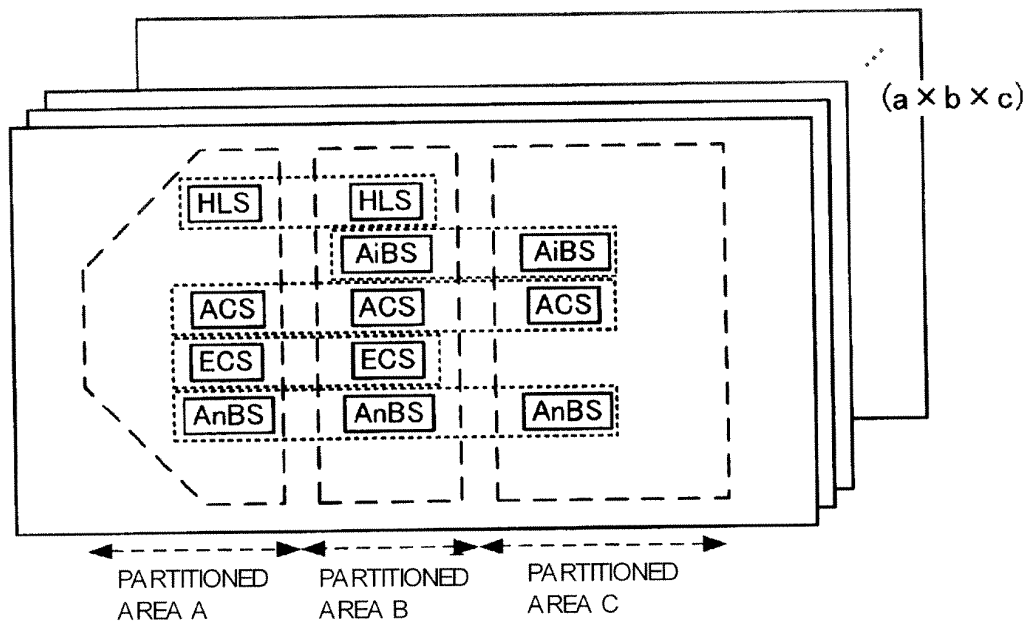 (a×b×c)
HLS HLS
AiBS AiBS
ACS ACS ACS
ECS ECS
AnBS AnBS AnBS
PARTITIONED AREA A
PARTITIONED AREA B
PARTITIONED AREA C